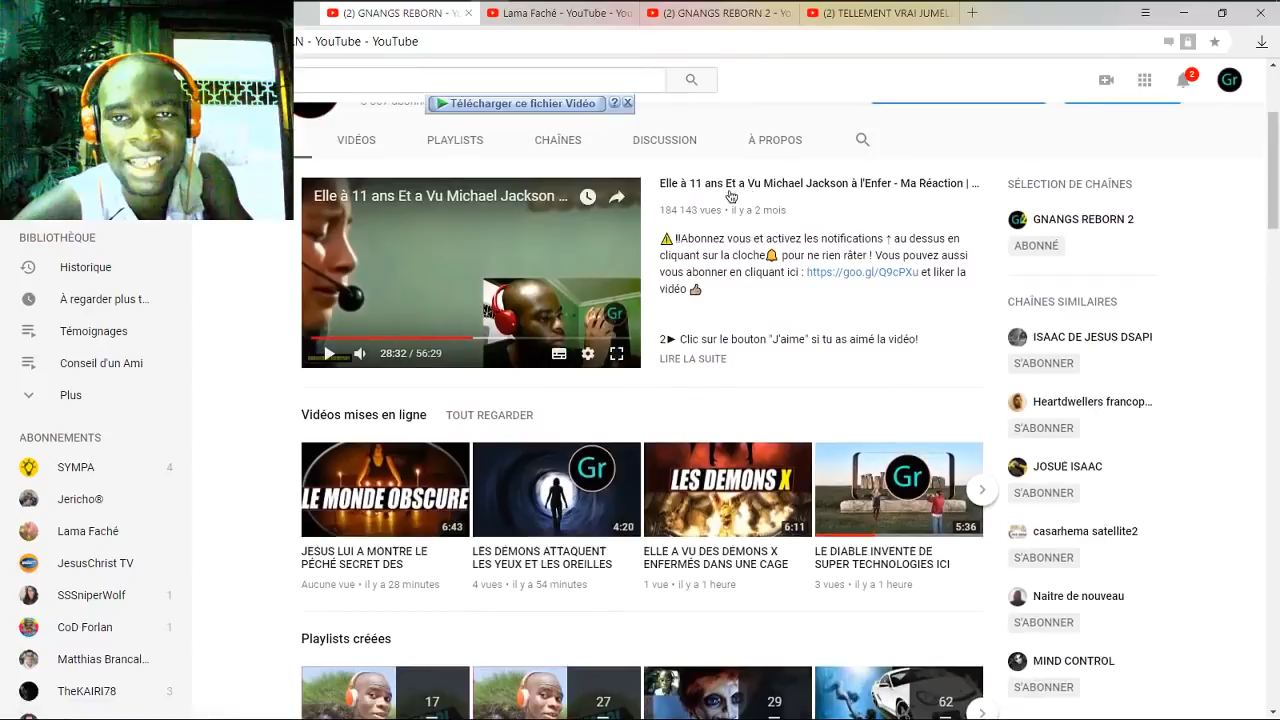 (2) GNANGS REBORN - Yo
Lama Faché - YouTube - You
(2) GNANGS REBORN - Yo
(2) TELLEMENT VRAI JUMEL
N - YouTube - YouTube
Télécharger ce fichier Vidéo
2
Gr
VIDÉOS
PLAYLISTS
CHAÎNES
DISCUSSION
À PROPOS
Elle à 11 ans Et a Vu Michael Jackson ...
Gr
28:32 / 56:29
Elle à 11 ans Et a Vu Michael Jackson à l'Enfer - Ma Réaction | ...
184 143 vues • il y a 2 mois
‼Abonnez vous et activez les notifications ↑ au dessus en
cliquant sur la cloche🔔 pour ne rien râter ! Vous pouvez aussi
vous abonner en cliquant ici : https://goo.gl/Q9cPXu et liker la
vidéo 👍
2► Clic sur le bouton "J'aime" si tu as aimé la vidéo!
LIRE LA SUITE
SÉLECTION DE CHAÎNES
GNANGS REBORN 2
ABONNÉ
CHAÎNES SIMILAIRES
ISAAC DE JESUS DSAPI
S'ABONNER
Heartdwellers francop...
S'ABONNER
JOSUÉ ISAAC
S'ABONNER
casarhema satellite2
S'ABONNER
Naitre de nouveau
S'ABONNER
MIND CONTROL
S'ABONNER
BIBLIOTHÈQUE
Historique
À regarder plus t...
Témoignages
Conseil d'un Ami
Plus
ABONNEMENTS
SYMPA 4
Jericho®
Lama Faché
JesusChrist TV
SSSniperWolf 1
CoD Forlan 1
Matthias Brancal...
TheKAIRI78 3
Vidéos mises en ligne
TOUT REGARDER
LE MONDE OBSCURE
6:43
JESUS LUI A MONTRE LE
PÉCHÉ SECRET DES
Aucune vue • il y a 28 minutes
Gr
4:20
LES DÉMONS ATTAQUENT
LES YEUX ET LES OREILLES
4 vues • il y a 54 minutes
LES DEMONS X
6:11
ELLE A VU DES DEMONS X
ENFERMÉS DANS UNE CAGE
1 vue • il y a 1 heure
Gr
5:36
LE DIABLE INVENTE DE
SUPER TECHNOLOGIES ICI
3 vues • il y a 1 heure
Playlists créées
17
27
29
62